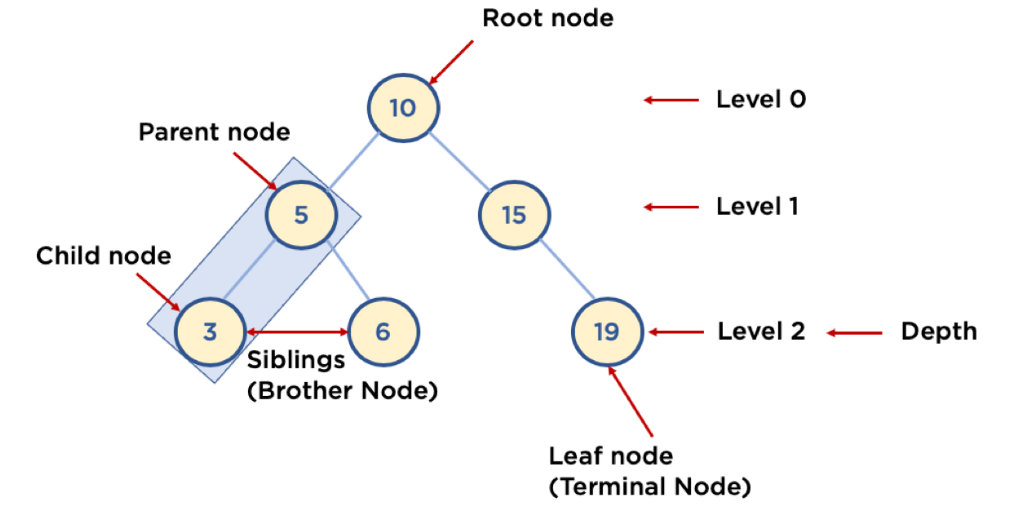 Root node
10
Level 0
Parent node
5
15
Level 1
Child node
3
6
19
Level 2
Depth
Siblings
(Brother Node)
Leaf node
(Terminal Node)